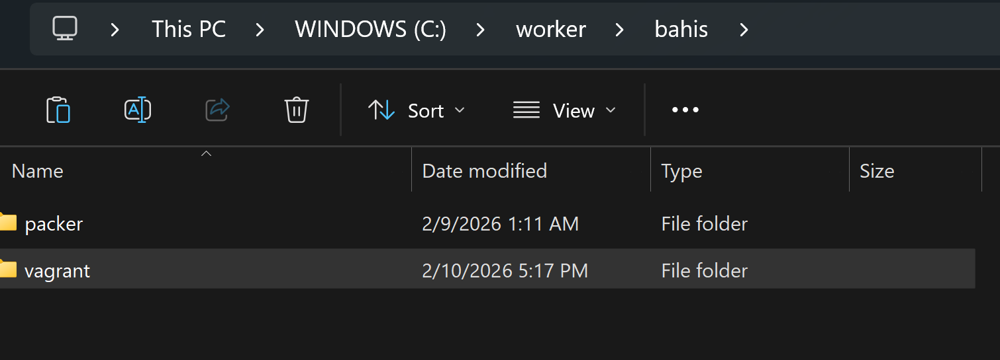 This PC > WINDOWS (C:) > worker > bahis >
Sort View
Name Date modified Type Size
packer 2/9/2026 1:11 AM File folder
vagrant 2/10/2026 5:17 PM File folder